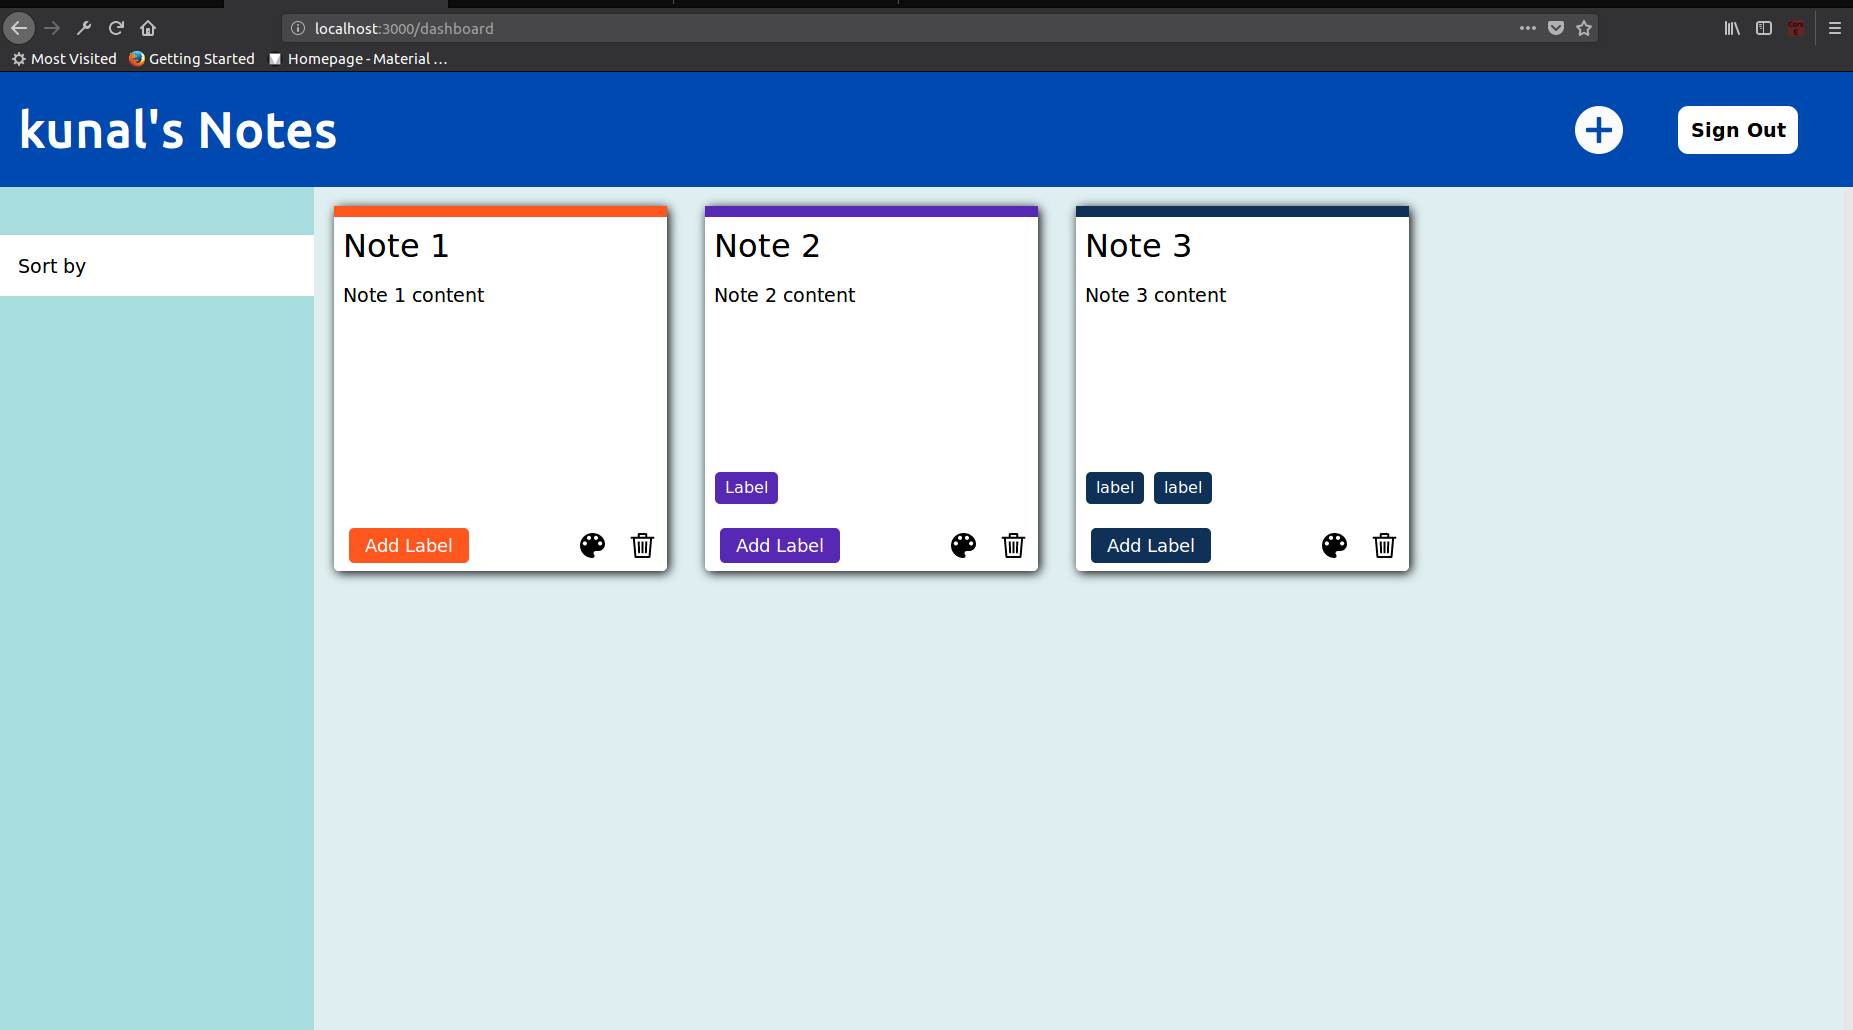 localhost:3000/dashboard
Most Visited Getting Started Homepage - Material ...
kunal's Notes
Sign Out
Sort by
Note 1
Note 1 content
Add Label
Note 2
Note 2 content
Label
Add Label
Note 3
Note 3 content
label label
Add Label